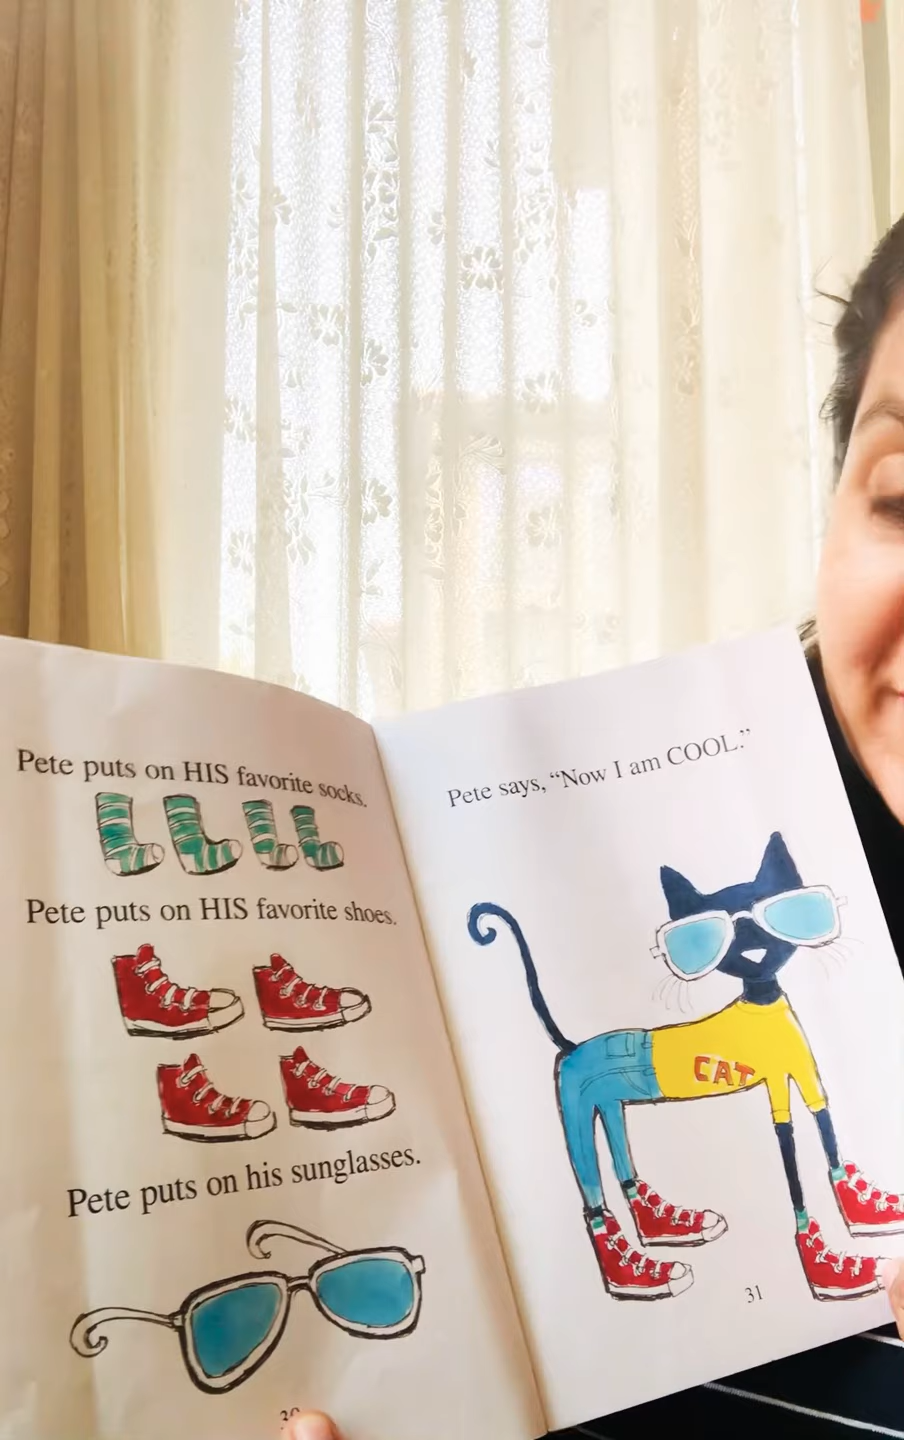 Pete puts on HIS favorite socks.
Pete puts on HIS favorite shoes.
Pete puts on his sunglasses.
30
Pete says, “Now I am COOL.”
CAT
31